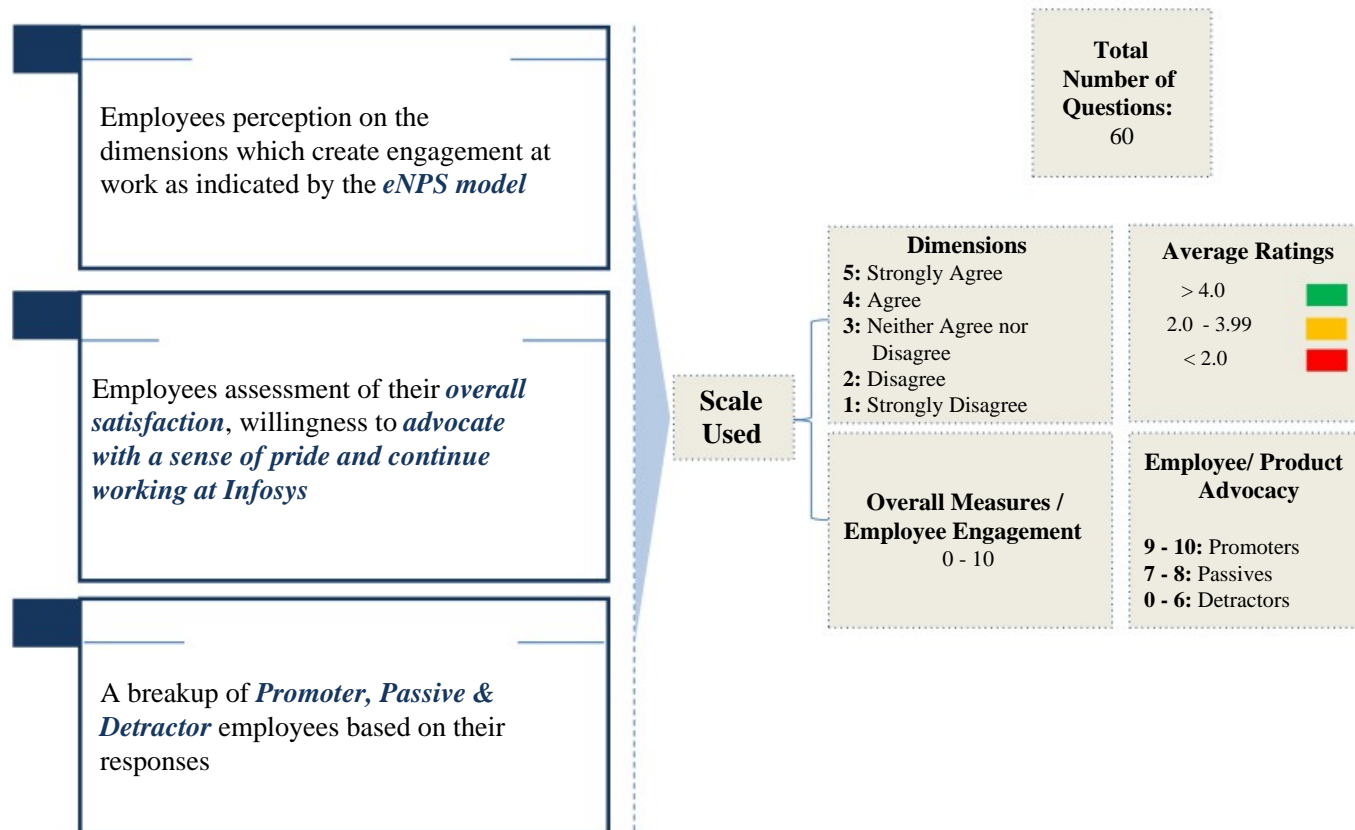 Employees perception on the
dimensions which create engagement at
work as indicated by the eNPS model
Employees assessment of their overall
satisfaction, willingness to advocate
with a sense of pride and continue
working at Infosys
A breakup of Promoter, Passive &
Detractor employees based on their
responses
Scale
Used
Total
Number of
Questions:
60
Dimensions
5: Strongly Agree
4: Agree
3: Neither Agree nor
Disagree
2: Disagree
1: Strongly Disagree
Average Ratings
> 4.0
2.0 - 3.99
< 2.0
Overall Measures /
Employee Engagement
0 - 10
Employee/ Product
Advocacy
9 - 10: Promoters
7 - 8: Passives
0 - 6: Detractors